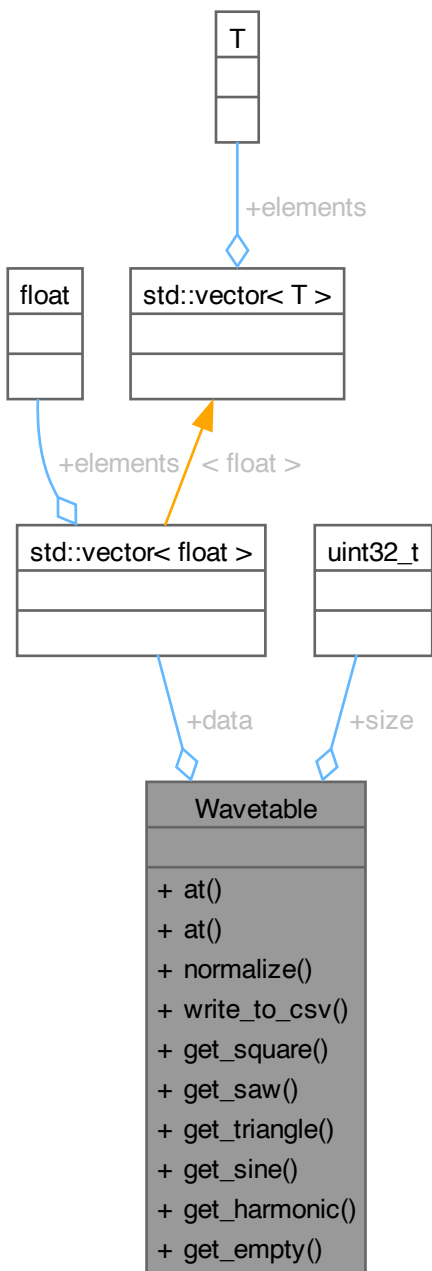 T
+elements
float
std::vector< T >
+elements
< float >
std::vector< float >
uint32_t
+data
+size
Wavetable
+ at()
+ at()
+ normalize()
+ write_to_csv()
+ get_square()
+ get_saw()
+ get_triangle()
+ get_sine()
+ get_harmonic()
+ get_empty()